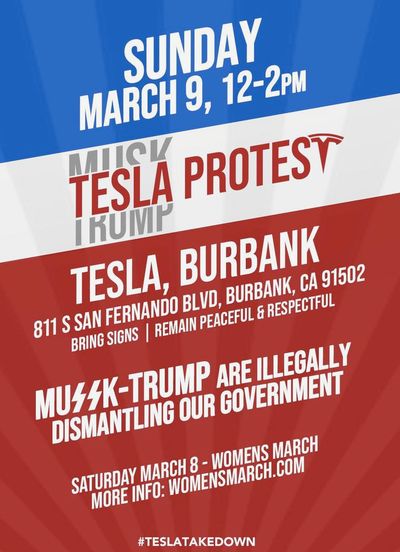 SUNDAY
MARCH 9, 12-2PM
MUSK
TESLA PROTEST
TRUMP
TESLA, BURBANK
811 S SAN FERNANDO BLVD, BURBANK, CA 91502
BRING SIGNS | REMAIN PEACEFUL & RESPECTFUL
MU⚡⚡K-TRUMP ARE ILLEGALLY
DISMANTLING OUR GOVERNMENT
SATURDAY MARCH 8 - WOMENS MARCH
MORE INFO: WOMENSMARCH.COM
#TESLATAKEDOWN